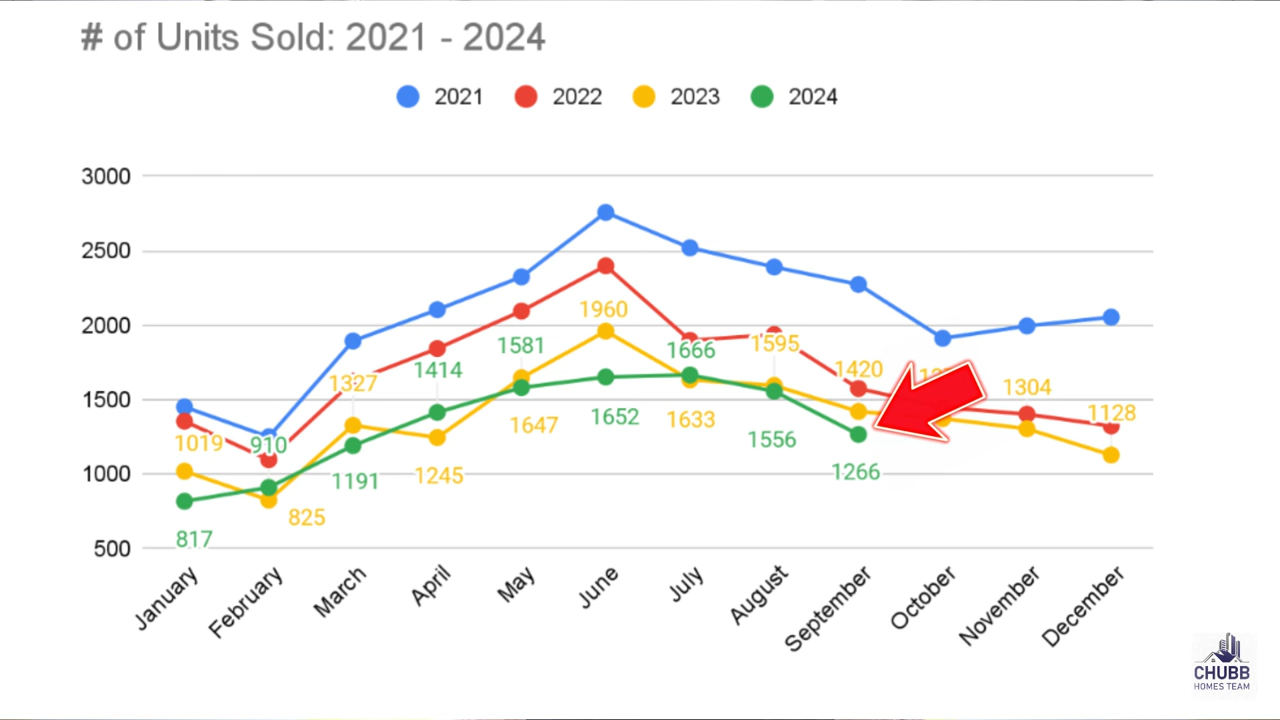 # of Units Sold: 2021 - 2024
2021 2022 2023 2024
3000
2500
2000
1500
1000
500
1019
817
910
825
1327
1191
1414
1245
1581
1647
1960
1652
1666
1633
1595
1556
1420
1266
1304
1128
January
February
March
April
May
June
July
August
September
October
November
December
CHUBB
HOMES TEAM